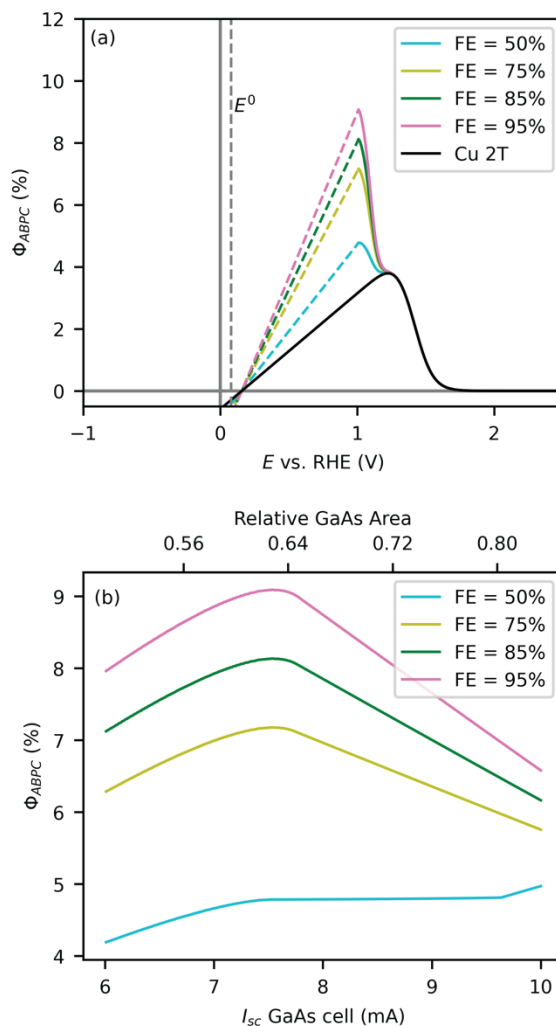 (a)
12
10
8
6
4
2
0
Φ_ABPC (%)
E⁰
FE = 50%
FE = 75%
FE = 85%
FE = 95%
Cu 2T
−1 0 1 2
E vs. RHE (V)
Relative GaAs Area
0.56 0.64 0.72 0.80
(b)
9
8
7
6
5
4
Φ_ABPC (%)
FE = 50%
FE = 75%
FE = 85%
FE = 95%
6 7 8 9 10
I_sc GaAs cell (mA)